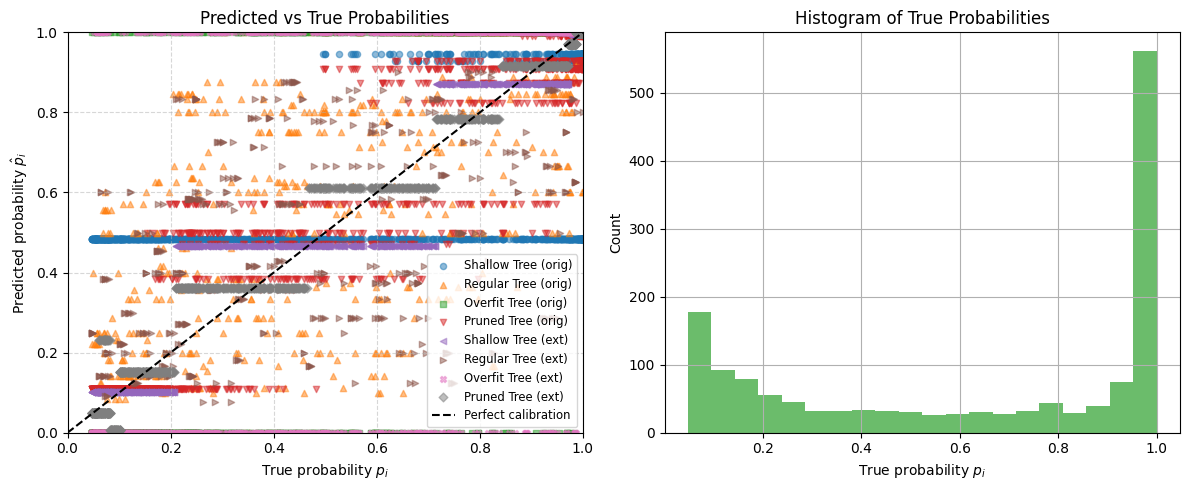 Predicted vs True Probabilities
Predicted probability p̂ᵢ
1.0
0.8
0.6
0.4
0.2
0.0
Shallow Tree (orig)
Regular Tree (orig)
Overfit Tree (orig)
Pruned Tree (orig)
Shallow Tree (ext)
Regular Tree (ext)
Overfit Tree (ext)
Pruned Tree (ext)
Perfect calibration
0.0 0.2 0.4 0.6 0.8 1.0
True probability pᵢ
Histogram of True Probabilities
Count
500
400
300
200
100
0
0.2 0.4 0.6 0.8 1.0
True probability pᵢ